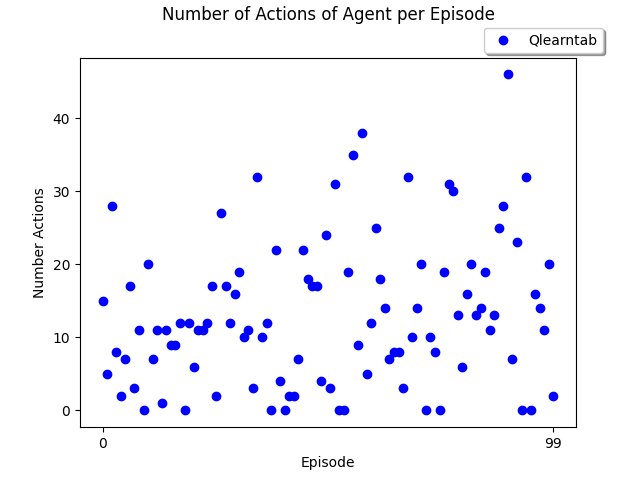 Number of Actions of Agent per Episode
Qlearntab
40
30
20
10
0
Number Actions
0 99
Episode